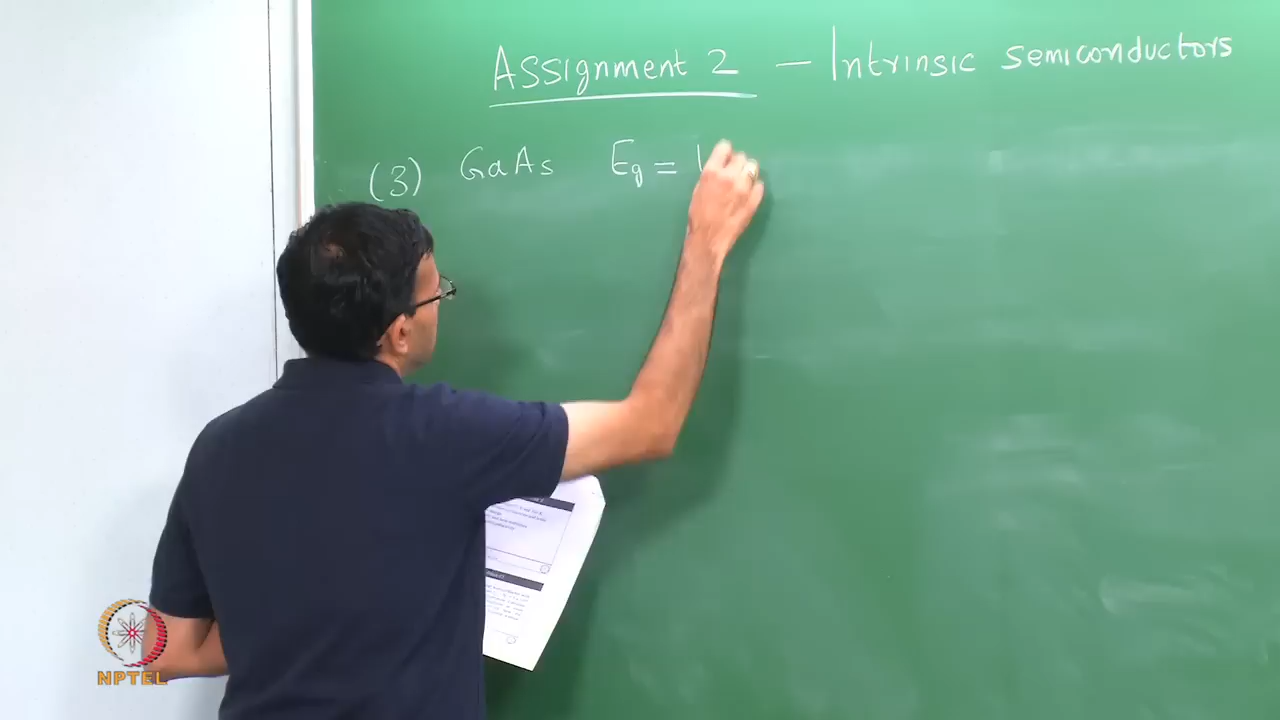 Assignment 2 – Intrinsic semiconductors
(3) GaAs Eg = 1
NPTEL